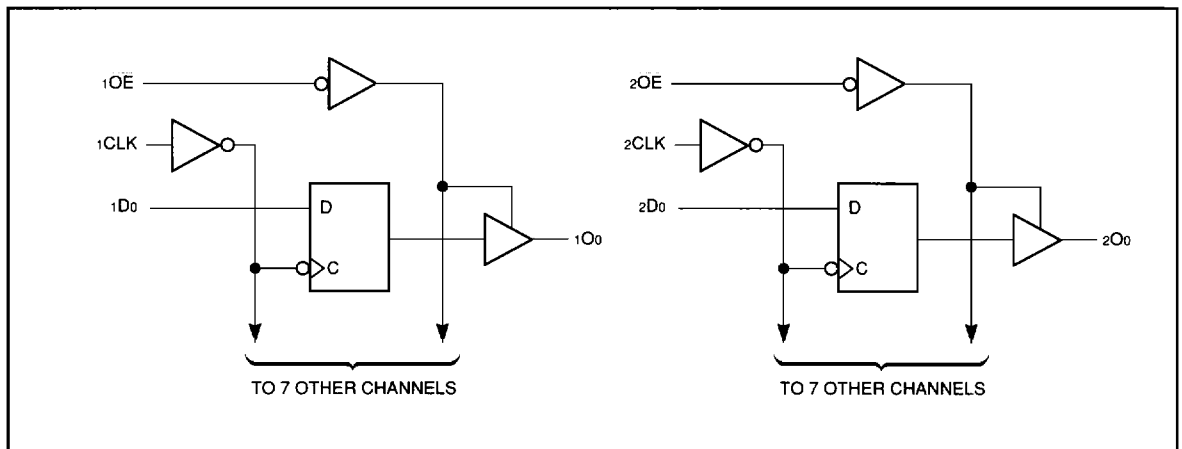 1OE
1CLK
1D0
D
C
1O0
TO 7 OTHER CHANNELS
2OE
2CLK
2D0
D
C
2O0
TO 7 OTHER CHANNELS